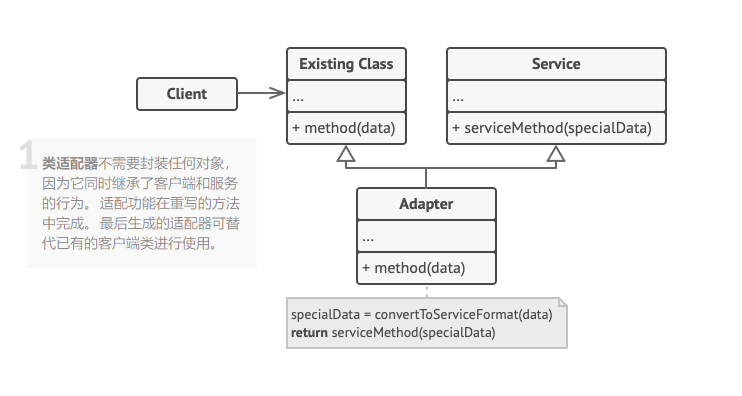 Existing Class
...
+ method(data)
Service
...
+ serviceMethod(specialData)
Client
1
类适配器不需要封装任何对象，
因为它同时继承了客户端和服务
的行为。 适配功能在重写的方法
中完成。 最后生成的适配器可替
代已有的客户端类进行使用。
Adapter
...
+ method(data)
specialData = convertToServiceFormat(data)
return serviceMethod(specialData)